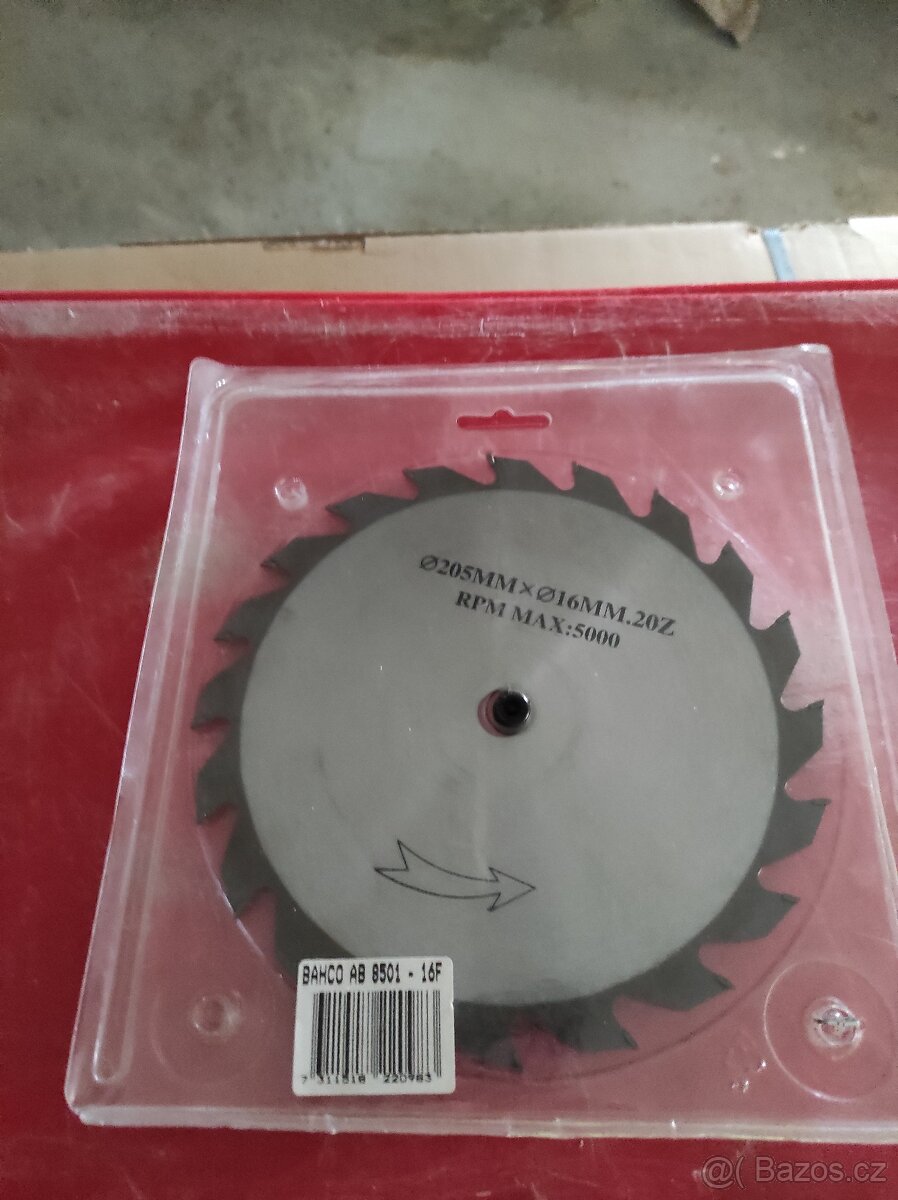 Ø205MM×Ø16MM.20Z
RPM MAX:5000
BAHCO AB 8501 - 16F
7 311518 220983
@( Bazos.cz